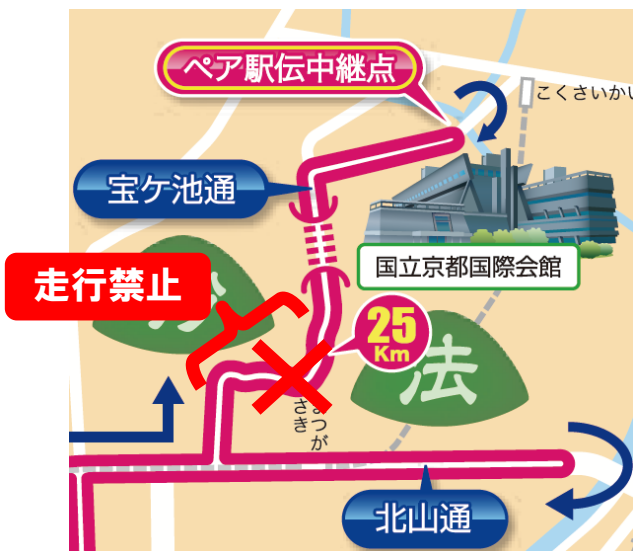 ペア駅伝中継点
こくさいかい
宝ケ池通
国立京都国際会館
走行禁止
25
Km
法
まつが
さき
北山通